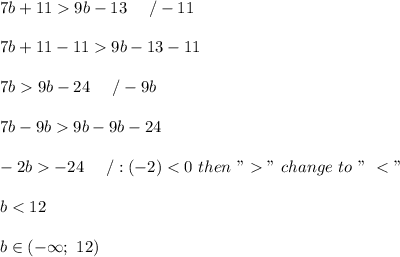 7b + 11 > 9b - 13 / - 11
7b + 11 - 11 > 9b - 13 - 11
7b > 9b - 24 / - 9b
7b - 9b > 9b - 9b - 24
-2b > -24 / : (-2) < 0 then " > " change to " < "
b < 12
b ∈ (-∞; 12)